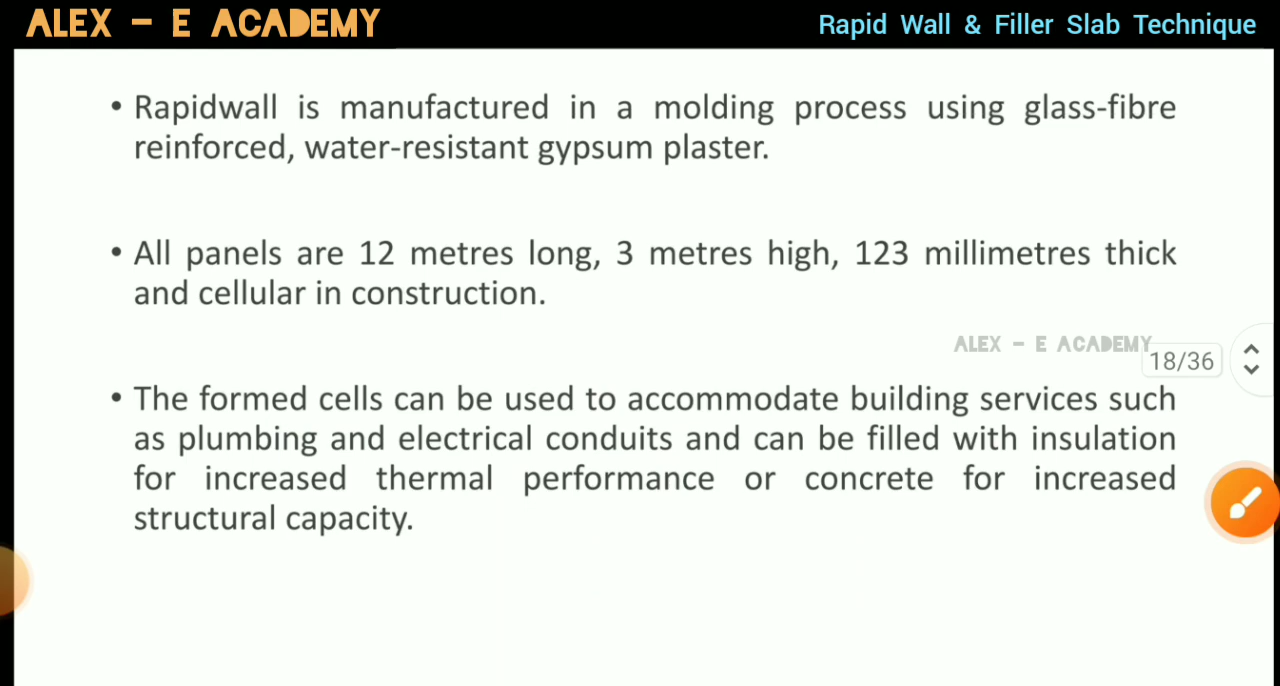 ALEX - E ACADEMY
Rapid Wall & Filler Slab Technique
• Rapidwall is manufactured in a molding process using glass-fibre
reinforced, water-resistant gypsum plaster.
• All panels are 12 metres long, 3 metres high, 123 millimetres thick
and cellular in construction.
ALEX - E ACADEMY
18/36
• The formed cells can be used to accommodate building services such
as plumbing and electrical conduits and can be filled with insulation
for increased thermal performance or concrete for increased
structural capacity.